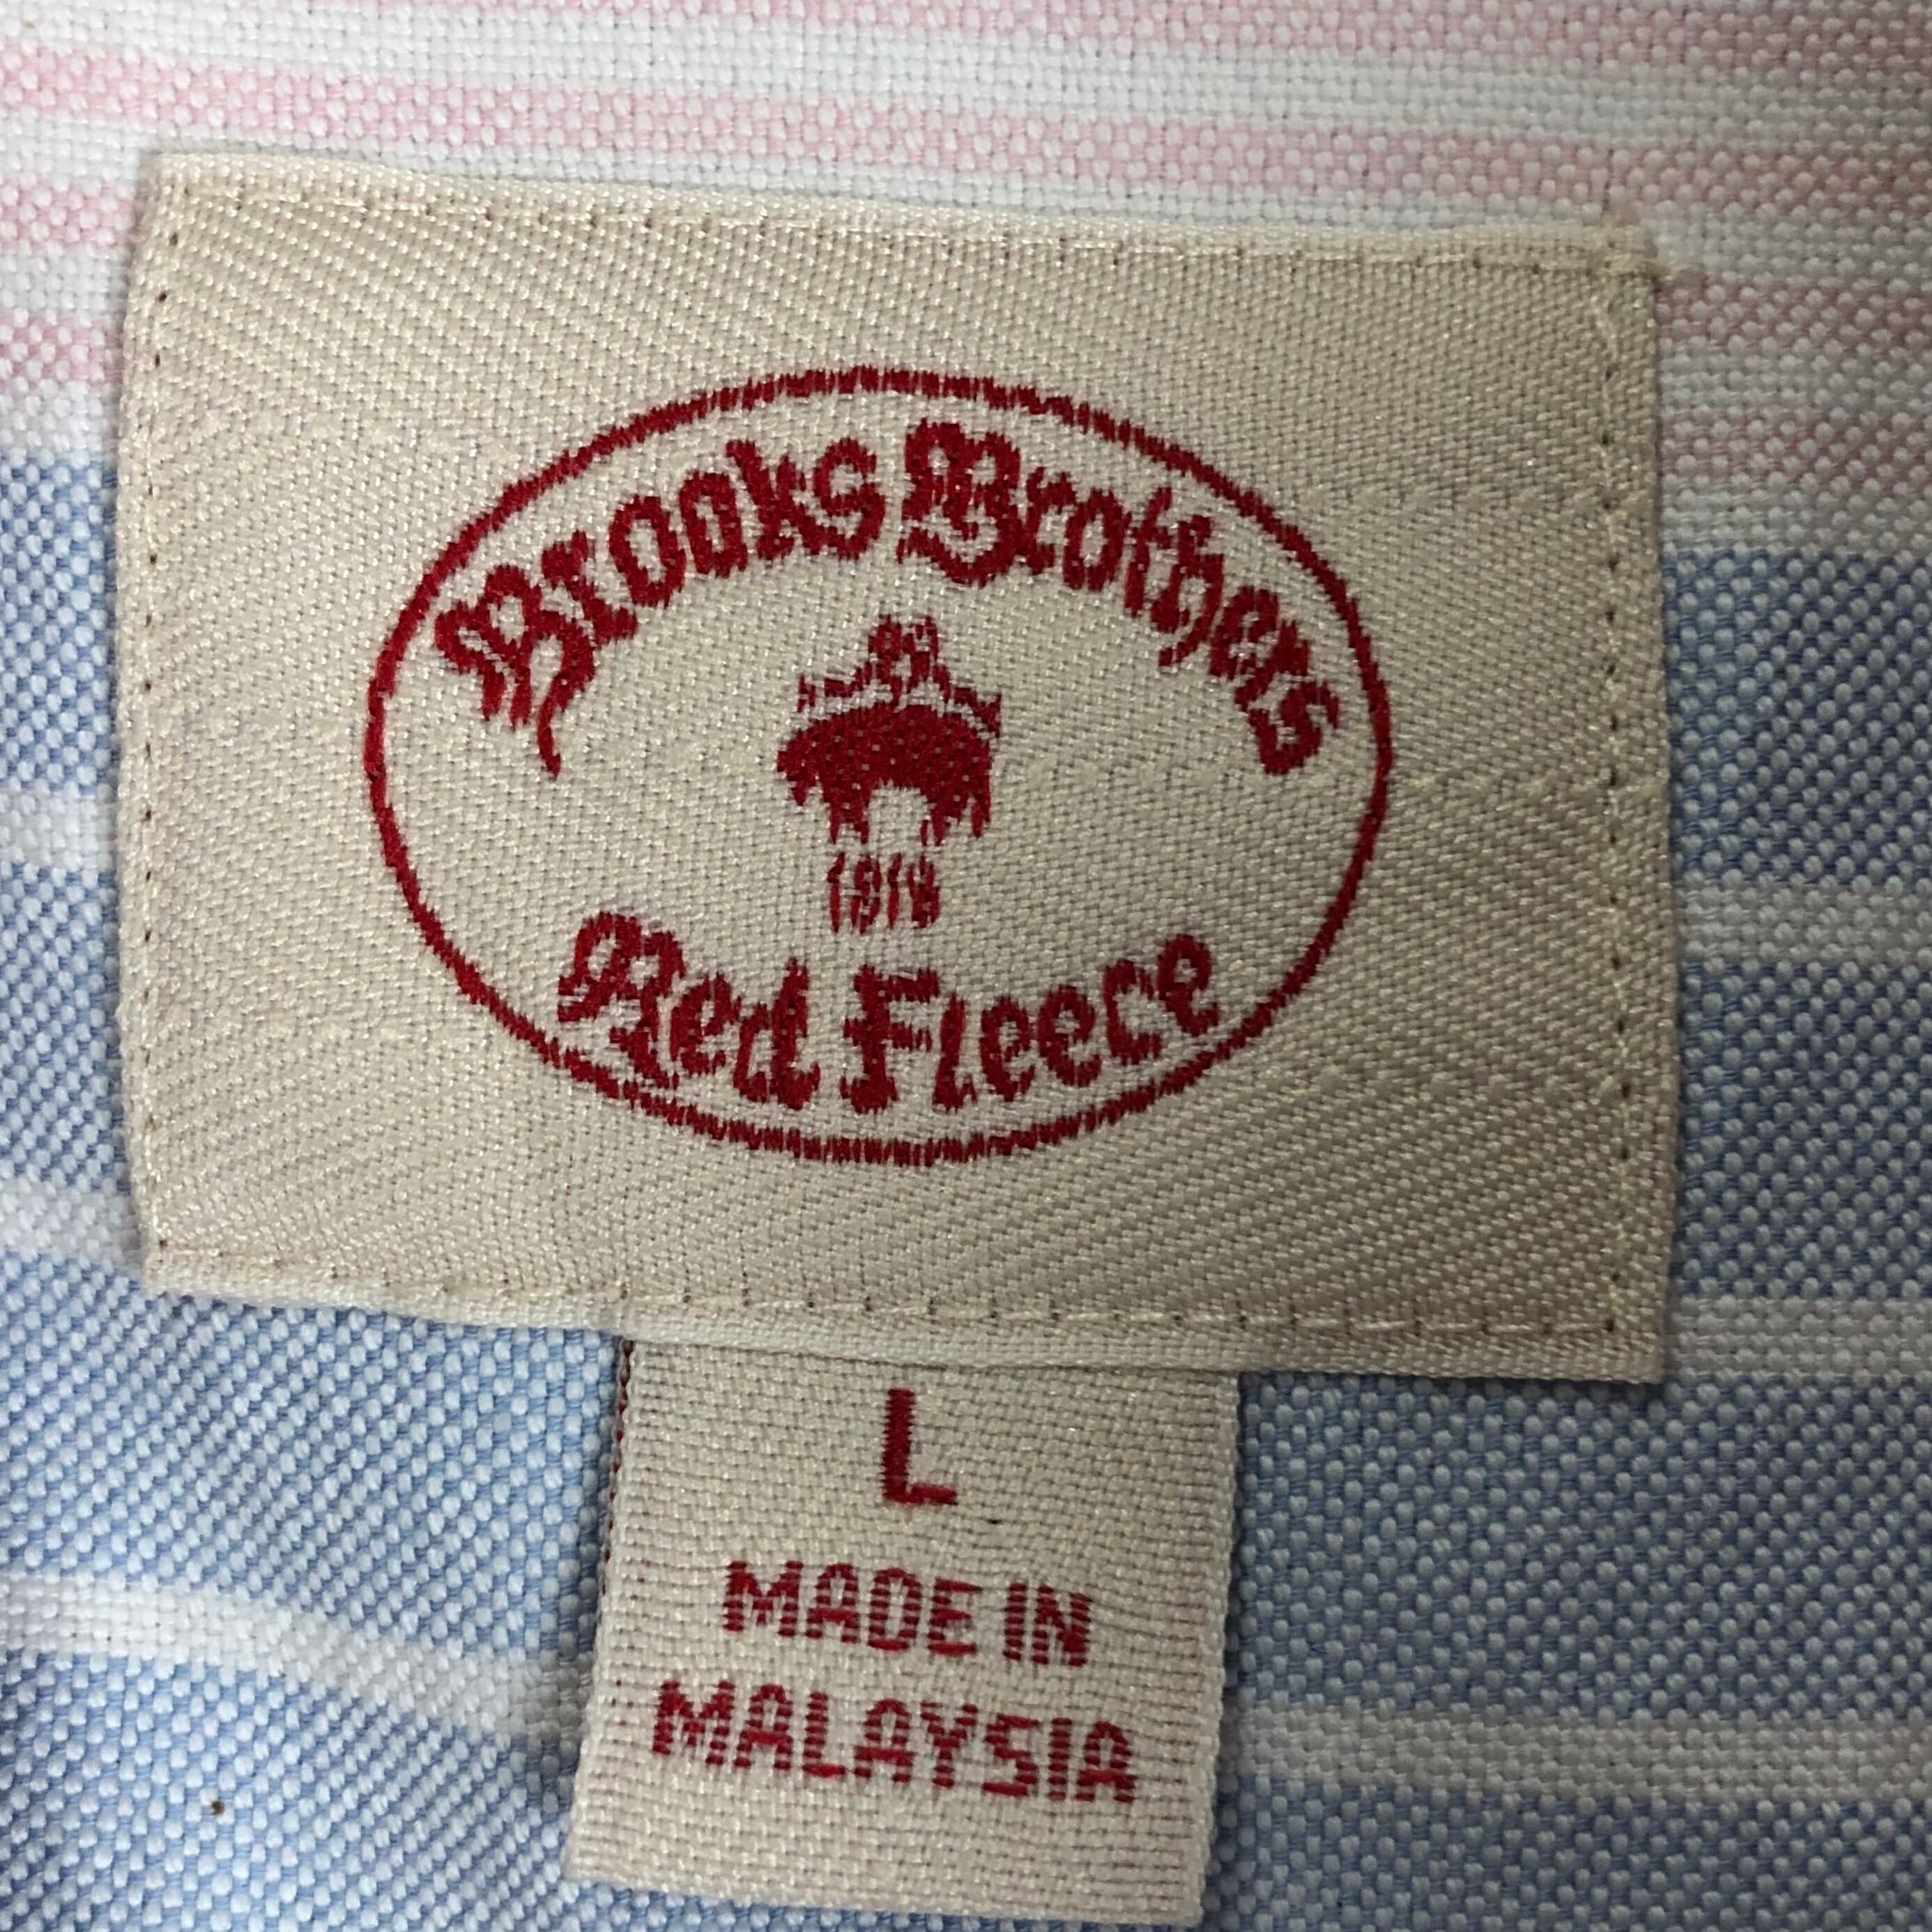 Brooks Brothers
1818
Red Fleece
L
MADE IN
MALAYSIA